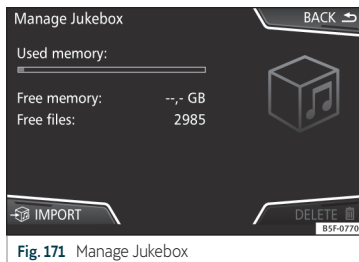 Manage Jukebox
BACK
Used memory:
Free memory: --,- GB
Free files: 2985
IMPORT
DELETE
B5F-0770
Fig. 171 Manage Jukebox